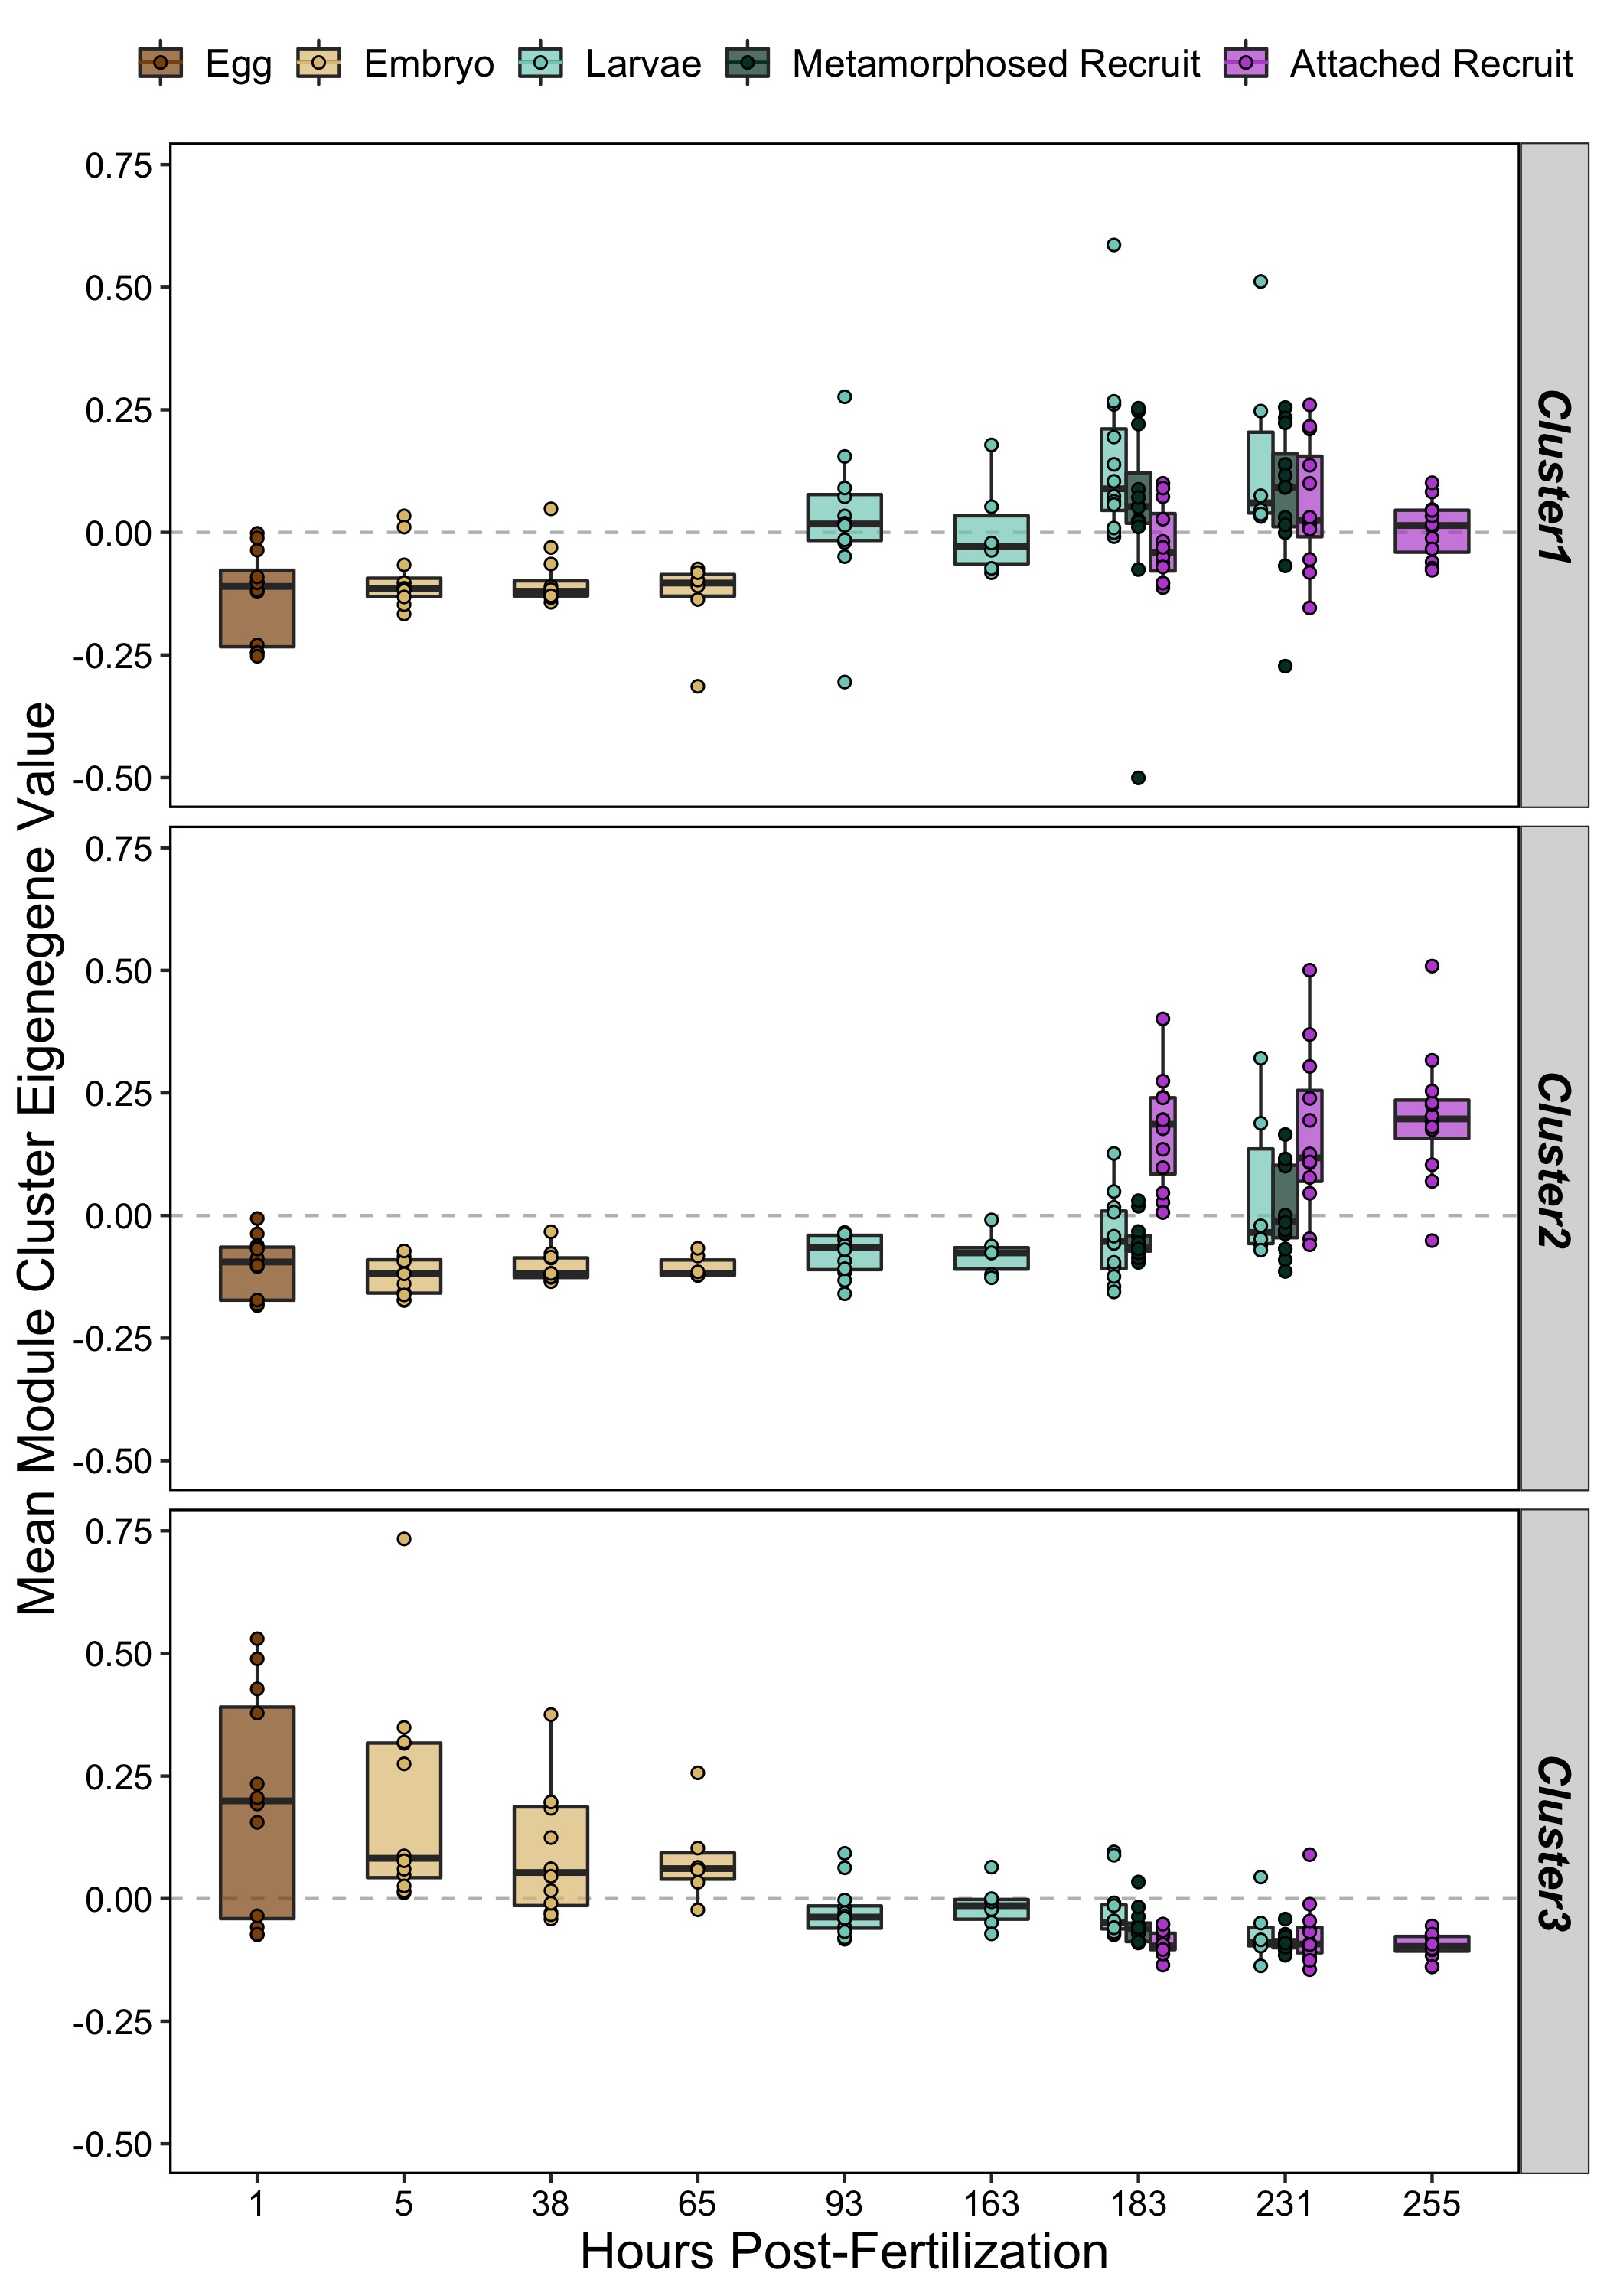 Egg Embryo Larvae Metamorphosed Recruit Attached Recruit
Mean Module Cluster Eigenegene Value
0.75
0.50
0.25
0.00
-0.25
-0.50
Cluster1
0.75
0.50
0.25
0.00
-0.25
-0.50
Cluster2
0.75
0.50
0.25
0.00
-0.25
-0.50
Cluster3
1 5 38 65 93 163 183 231 255
Hours Post-Fertilization